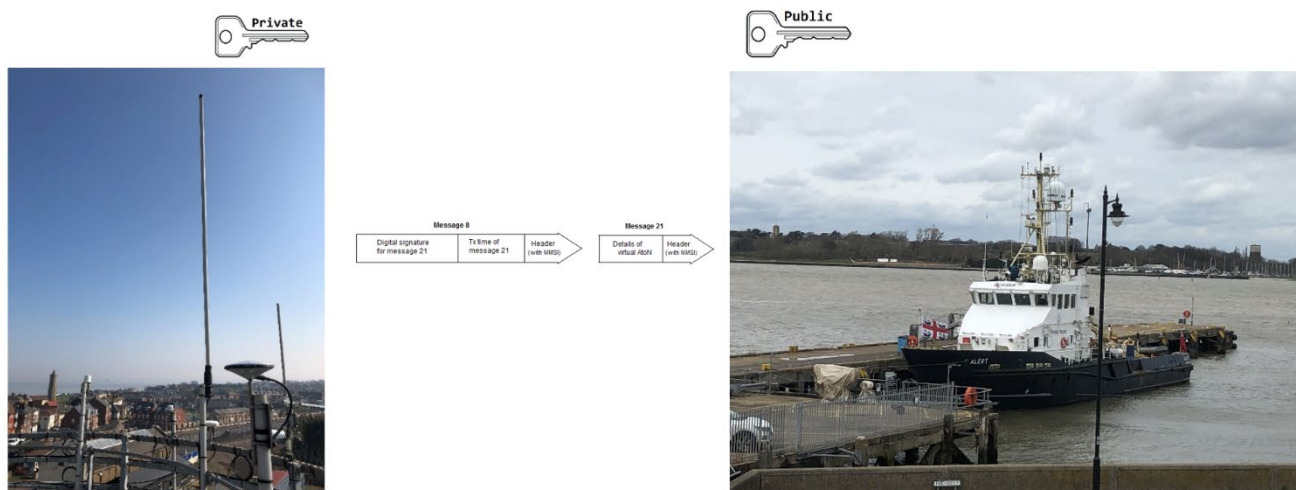 Private
Public
Message 8
Digital signature
for message 21
Tx time of
message 21
Header
(with MMSI)
Message 21
Details of
virtual AtoN
Header
(with MMSI)
ALERT